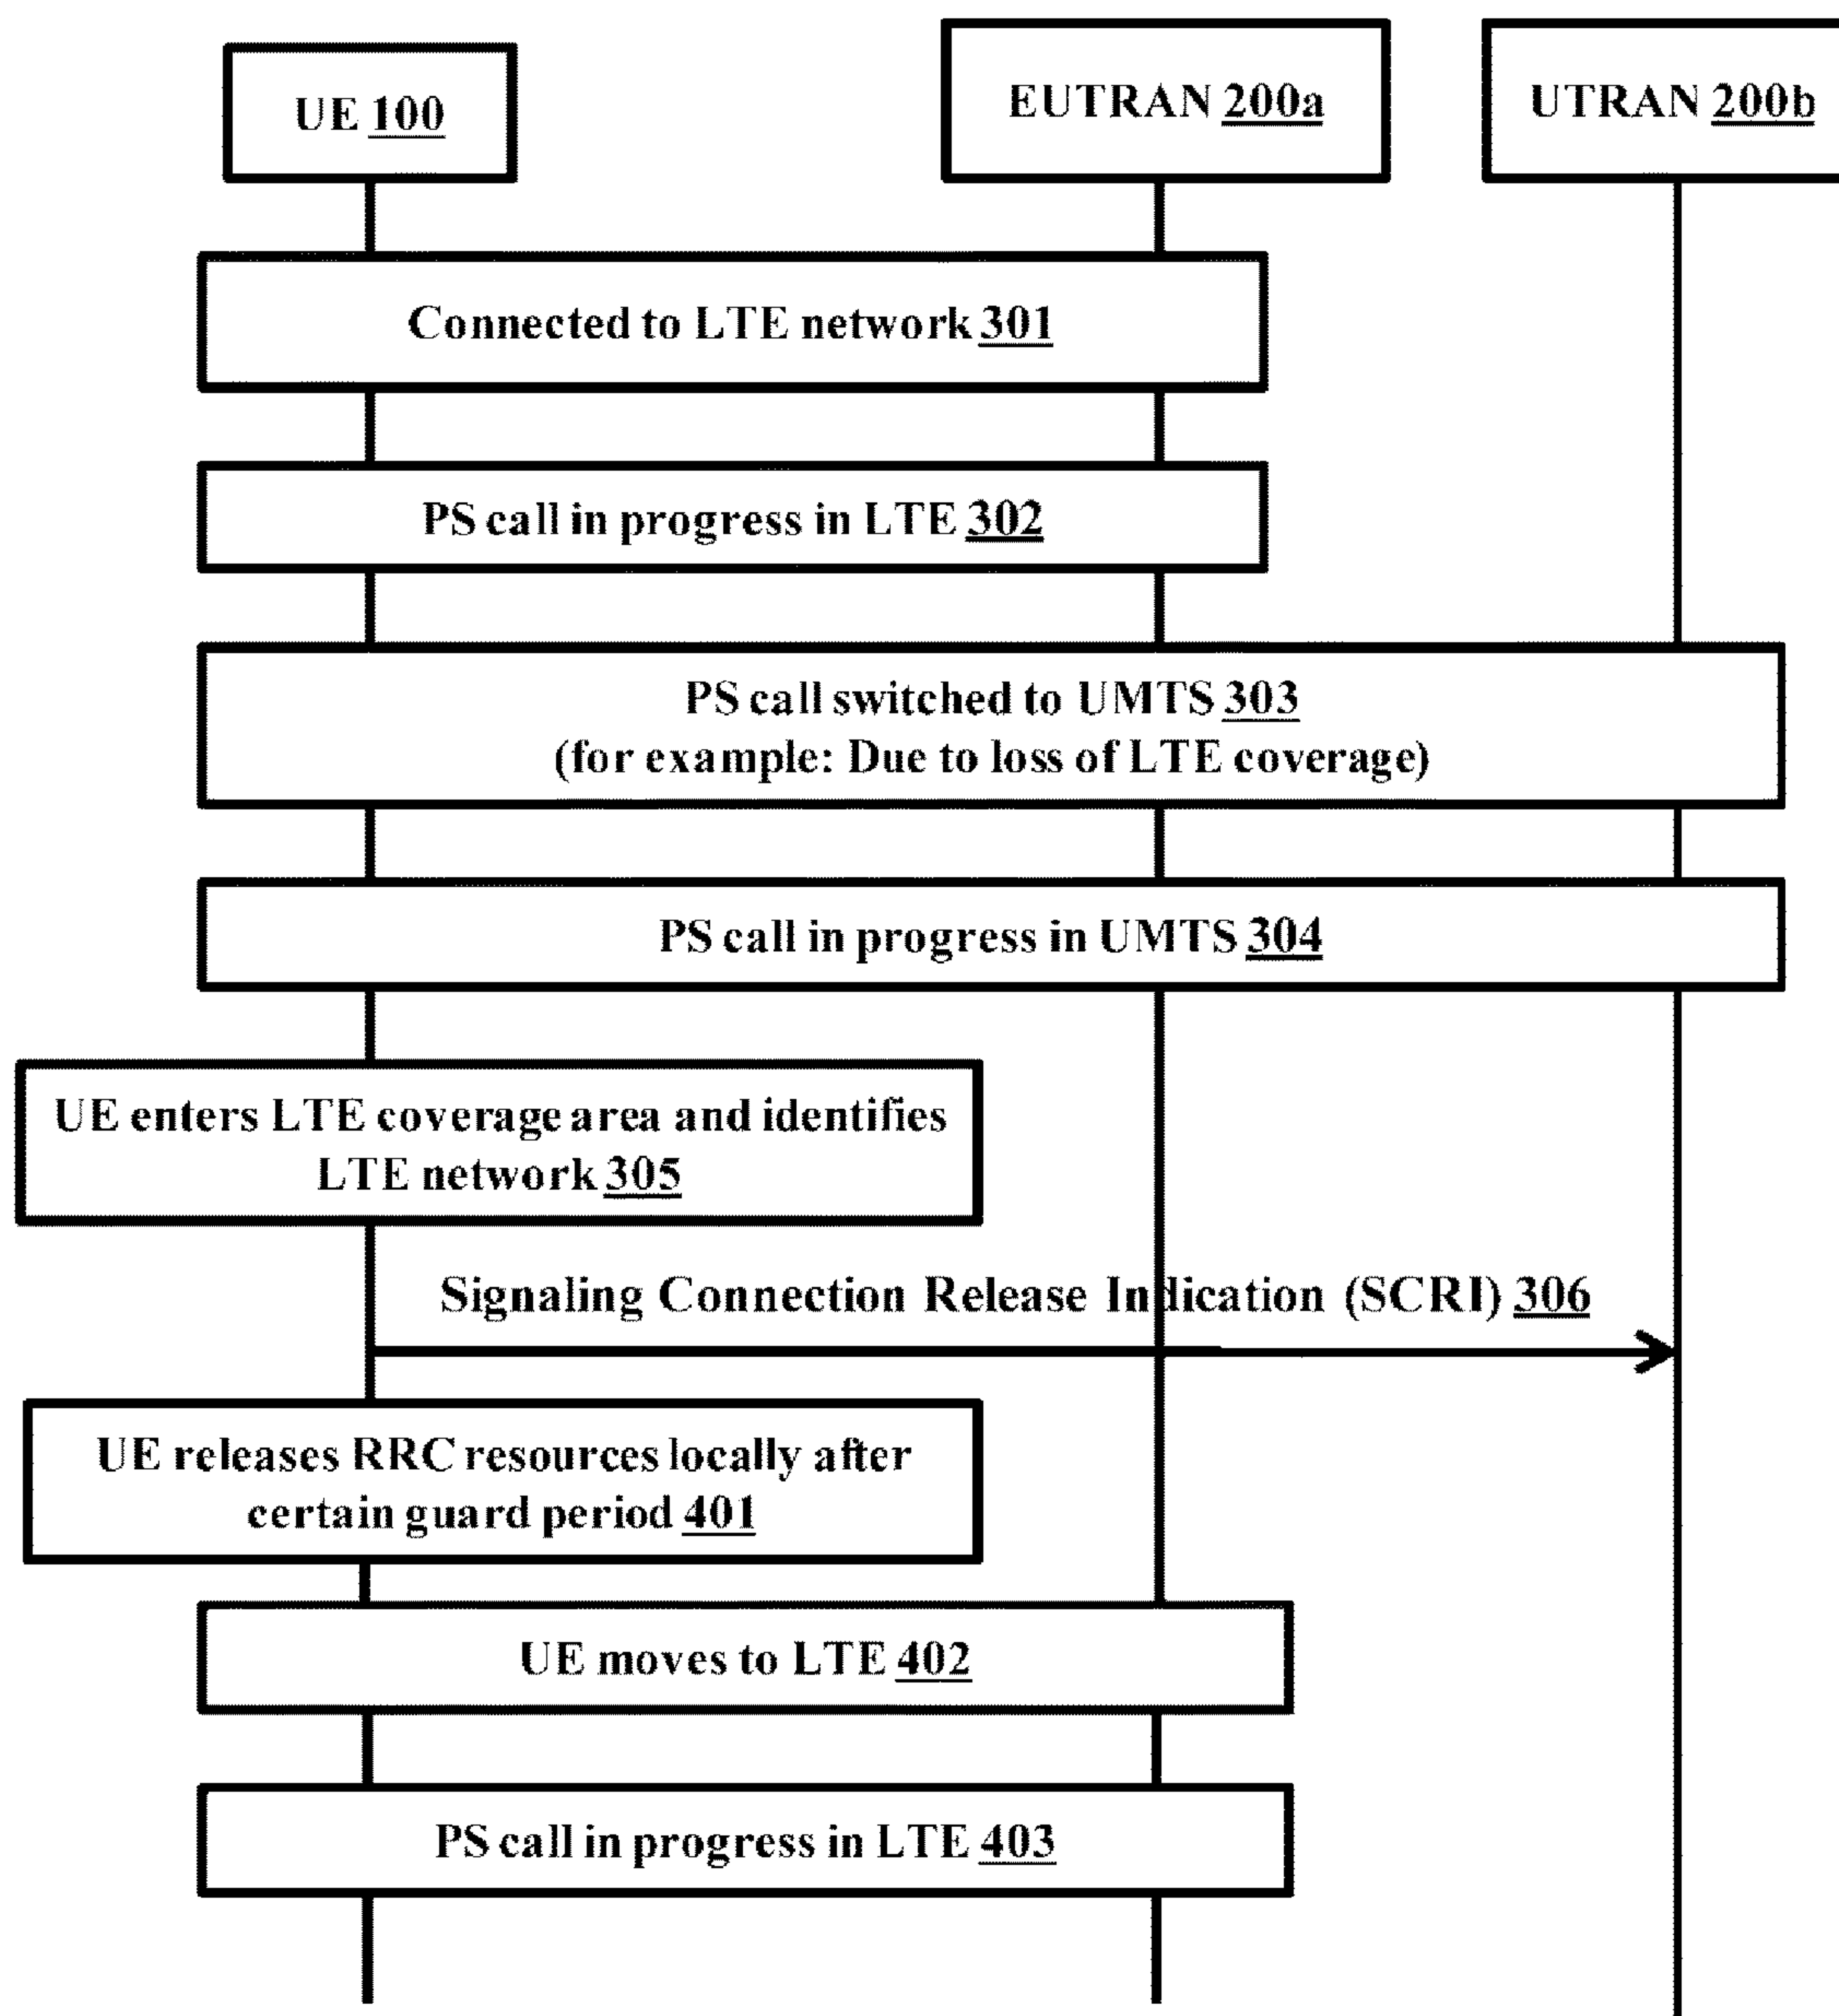 UE 100
EUTRAN 200a
UTRAN 200b
Connected to LTE network 301
PS call in progress in LTE 302
PS call switched to UMTS 303
(for example: Due to loss of LTE coverage)
PS call in progress in UMTS 304
UE enters LTE coverage area and identifies
LTE network 305
Signaling Connection Release Indication (SCRI) 306
UE releases RRC resources locally after
certain guard period 401
UE moves to LTE 402
PS call in progress in LTE 403